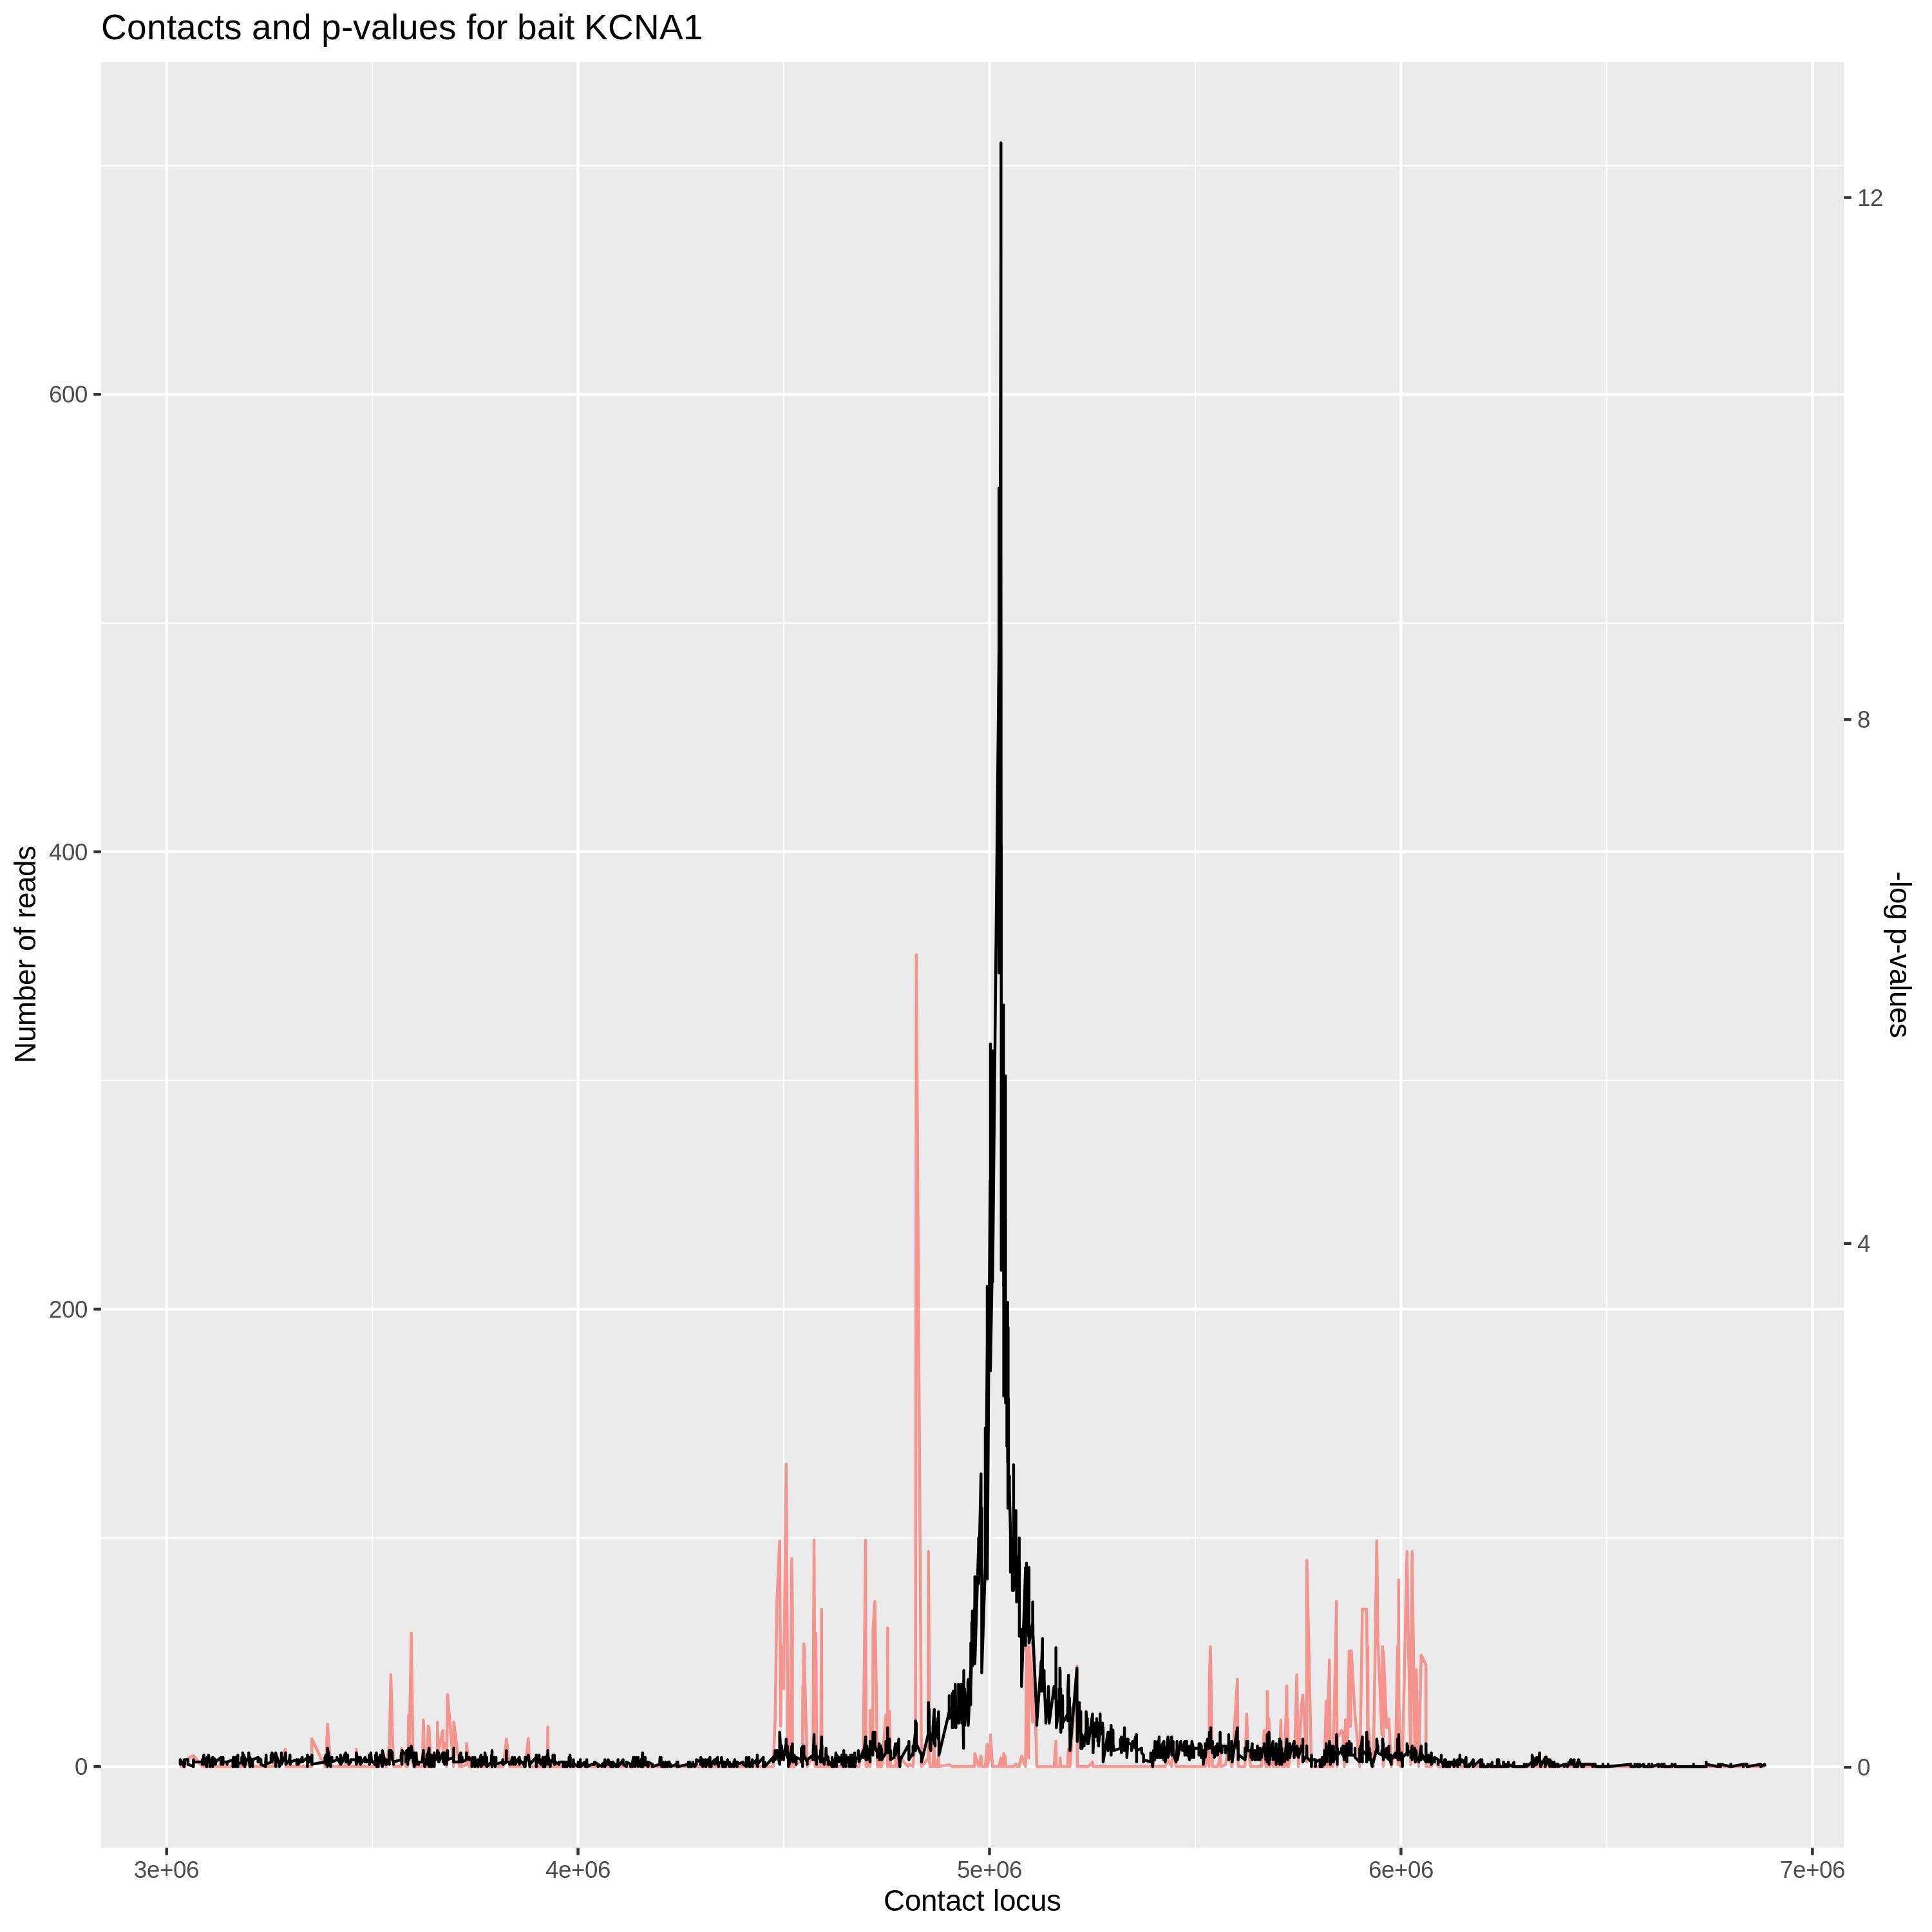 Contacts and p-values for bait KCNA1
Number of reads
600
400
200
0
12
8
4
0
-log p-values
3e+06
4e+06
5e+06
6e+06
7e+06
Contact locus